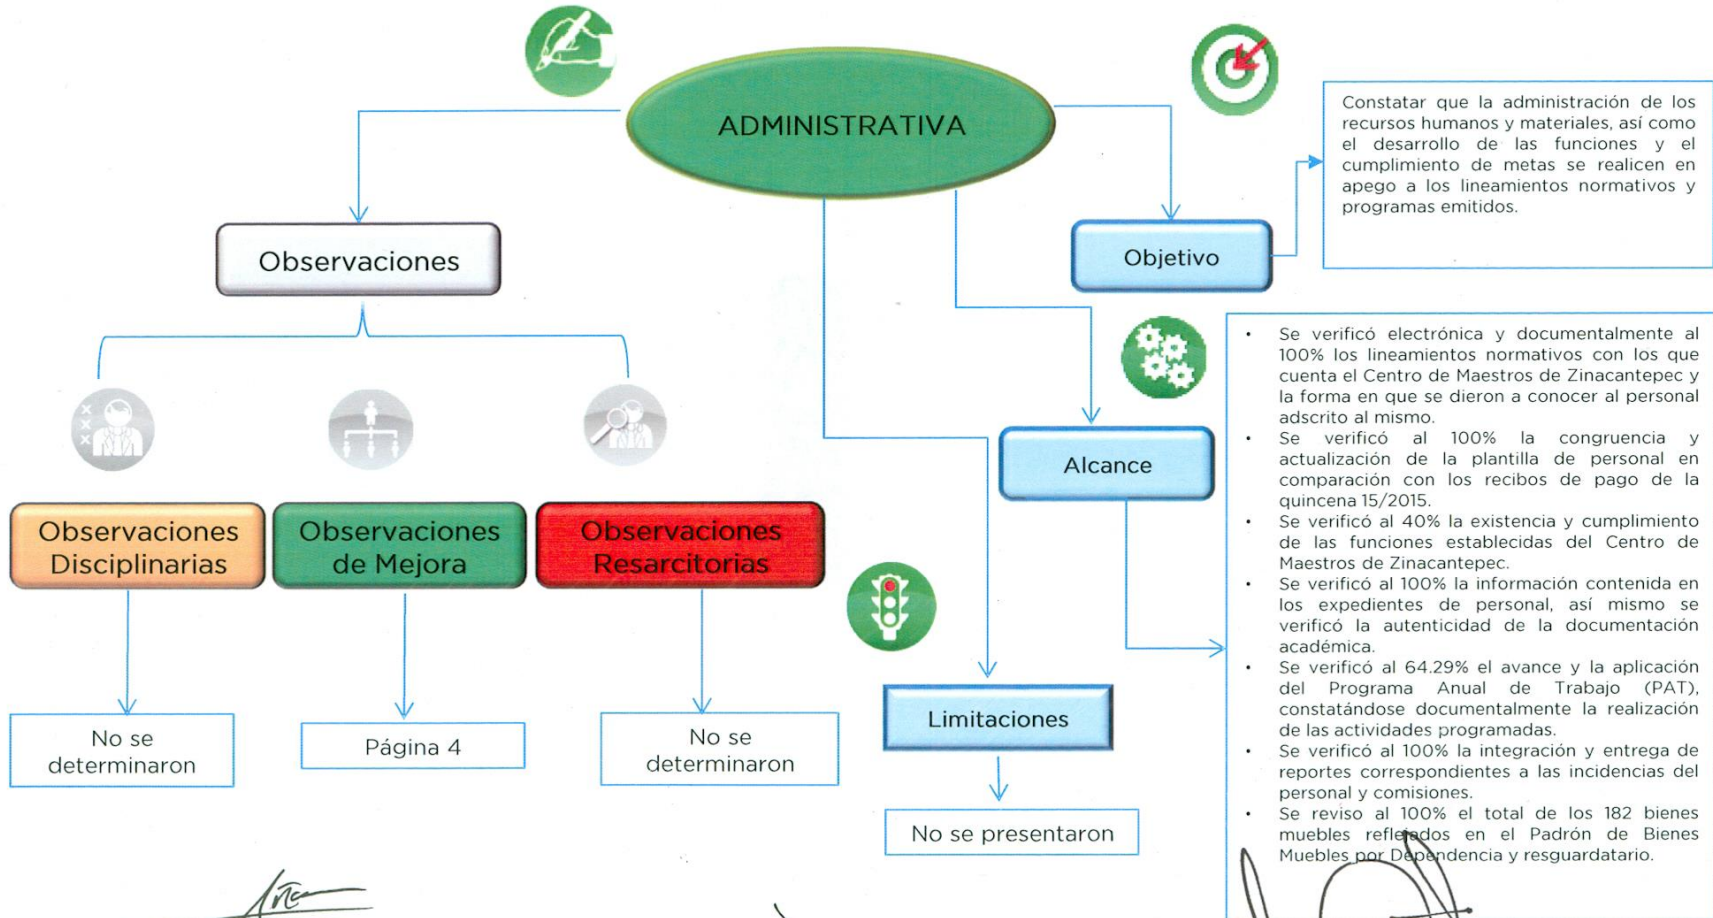 ADMINISTRATIVA
Observaciones
Observaciones
Disciplinarias
Observaciones
de Mejora
Observaciones
Resarcitorias
No se
determinaron
Página 4
No se
determinaron
Objetivo
Constatar que la administración de los
recursos humanos y materiales, así como
el desarrollo de las funciones y el
cumplimiento de metas se realicen en
apego a los lineamientos normativos y
programas emitidos.
Alcance
• Se verificó electrónica y documentalmente al
100% los lineamientos normativos con los que
cuenta el Centro de Maestros de Zinacantepec y
la forma en que se dieron a conocer al personal
adscrito al mismo.
• Se verificó al 100% la congruencia y
actualización de la plantilla de personal en
comparación con los recibos de pago de la
quincena 15/2015.
• Se verificó al 40% la existencia y cumplimiento
de las funciones establecidas del Centro de
Maestros de Zinacantepec.
• Se verificó al 100% la información contenida en
los expedientes de personal, así mismo se
verificó la autenticidad de la documentación
académica.
• Se verificó al 64.29% el avance y la aplicación
del Programa Anual de Trabajo (PAT),
constatándose documentalmente la realización
de las actividades programadas.
• Se verificó al 100% la integración y entrega de
reportes correspondientes a las incidencias del
personal y comisiones.
• Se reviso al 100% el total de los 182 bienes
muebles reflejados en el Padrón de Bienes
Muebles por Dependencia y resguardatario.
Limitaciones
No se presentaron